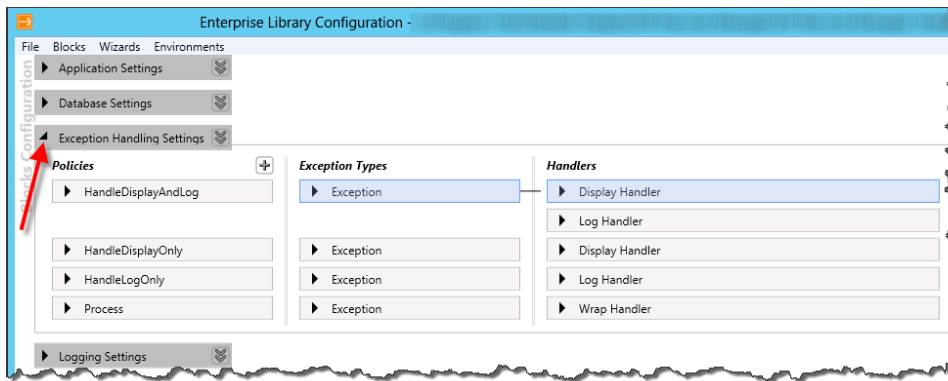 Enterprise Library Configuration -
File Blocks Wizards Environments
Blocks Configuration
Application Settings
Database Settings
Exception Handling Settings
Policies Exception Types Handlers
HandleDisplayAndLog Exception Display Handler
Log Handler
HandleDisplayOnly Exception Display Handler
HandleLogOnly Exception Log Handler
Process Exception Wrap Handler
Logging Settings